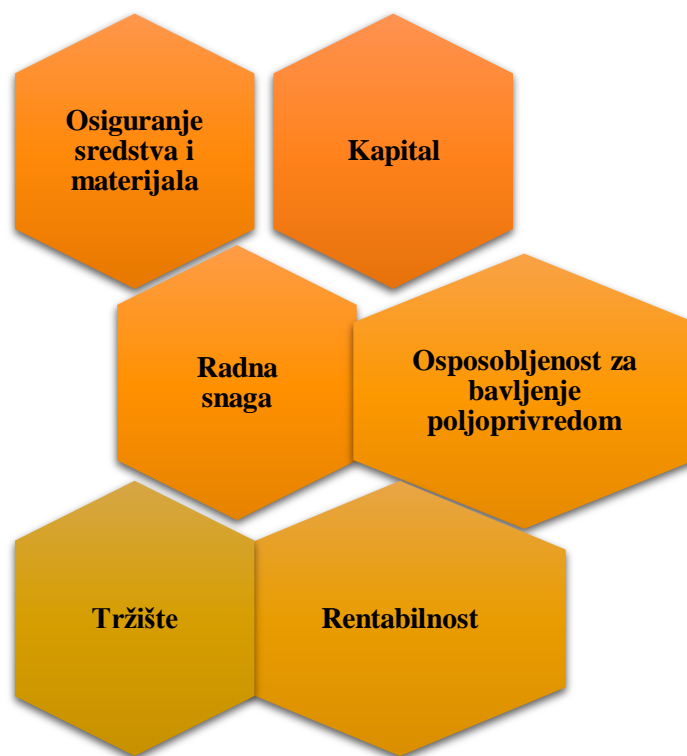 Osiguranje
sredstva i
materijala
Kapital
Radna
snaga
Osposobljenost za
bavljenje
poljoprivredom
Tržište
Rentabilnost